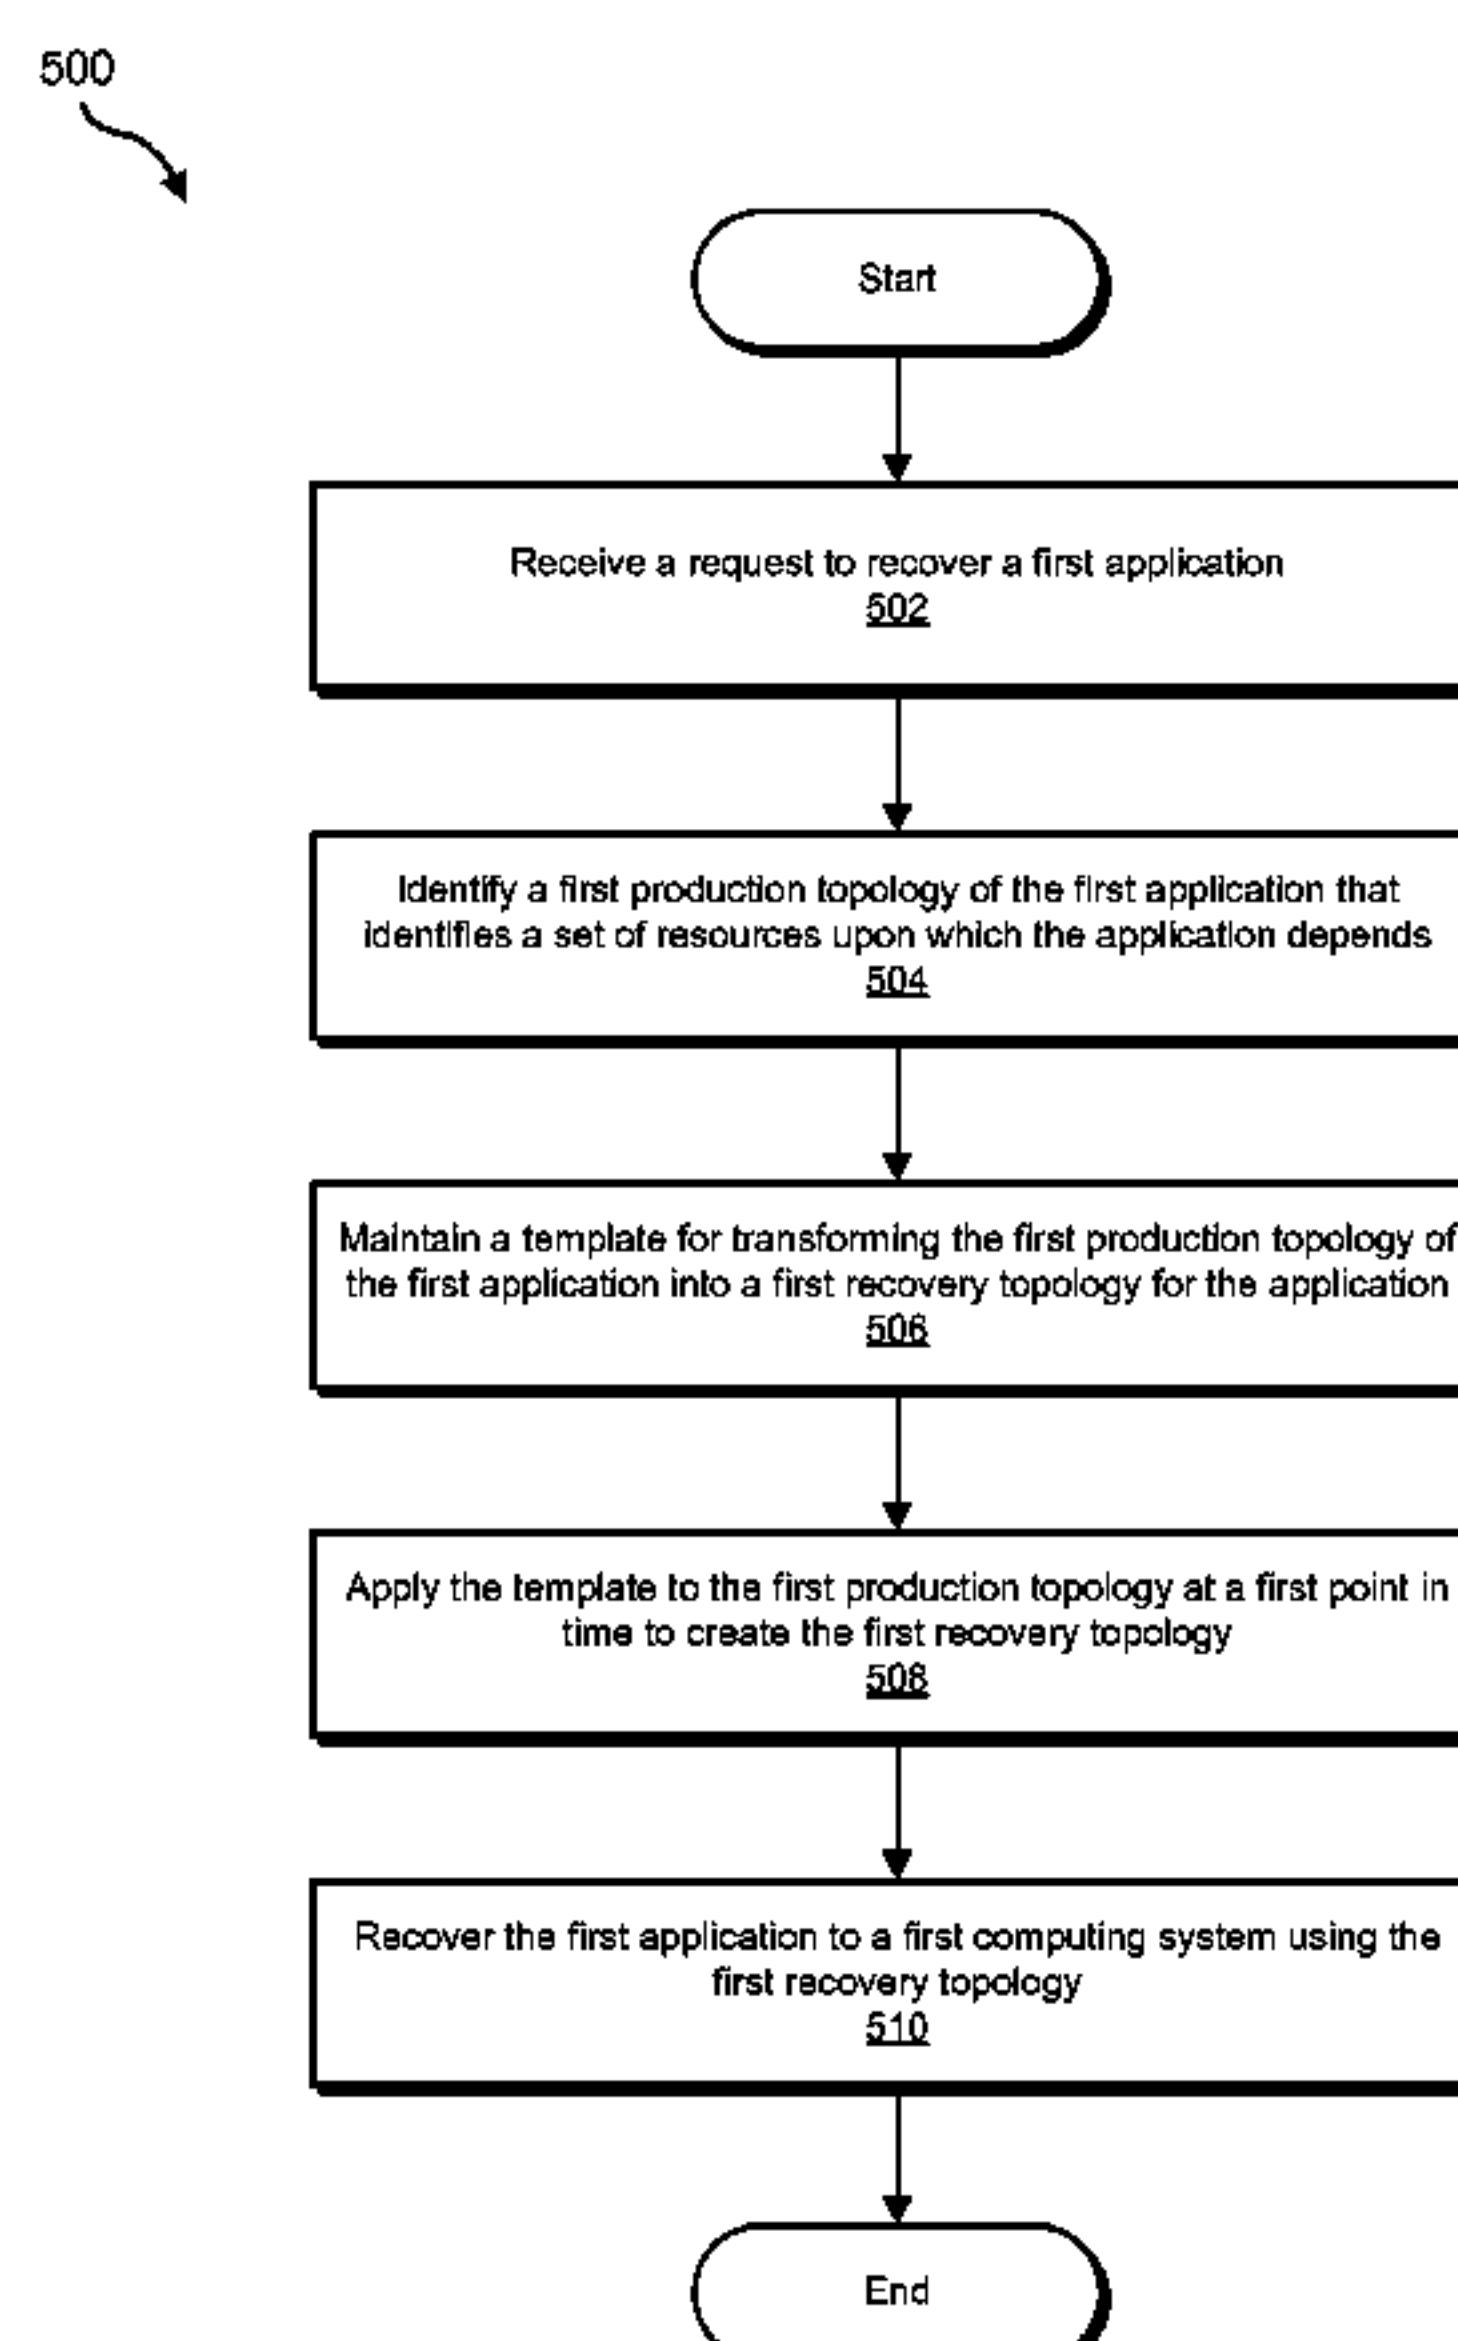 500
Start
Receive a request to recover a first application
502
Identify a first production topology of the first application that
identifies a set of resources upon which the application depends
504
Maintain a template for transforming the first production topology of
the first application into a first recovery topology for the application
506
Apply the template to the first production topology at a first point in
time to create the first recovery topology
508
Recover the first application to a first computing system using the
first recovery topology
510
End